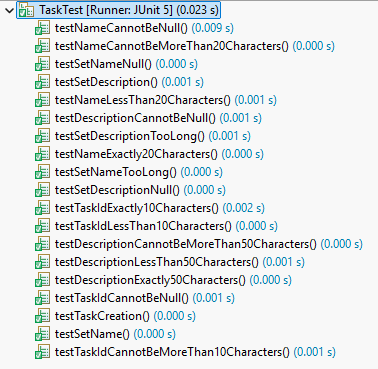 TaskTest [Runner: JUnit 5] (0.023 s)
testNameCannotBeNull() (0.009 s)
testNameCannotBeMoreThan20Characters() (0.000 s)
testSetNameNull() (0.000 s)
testSetDescription() (0.001 s)
testNameLessThan20Characters() (0.001 s)
testDescriptionCannotBeNull() (0.001 s)
testSetDescriptionTooLong() (0.001 s)
testNameExactly20Characters() (0.000 s)
testSetNameTooLong() (0.000 s)
testSetDescriptionNull() (0.000 s)
testTaskIdExactly10Characters() (0.002 s)
testTaskIdLessThan10Characters() (0.000 s)
testDescriptionCannotBeMoreThan50Characters() (0.000 s)
testDescriptionLessThan50Characters() (0.001 s)
testDescriptionExactly50Characters() (0.000 s)
testTaskIdCannotBeNull() (0.001 s)
testTaskCreation() (0.000 s)
testSetName() (0.000 s)
testTaskIdCannotBeMoreThan10Characters() (0.001 s)